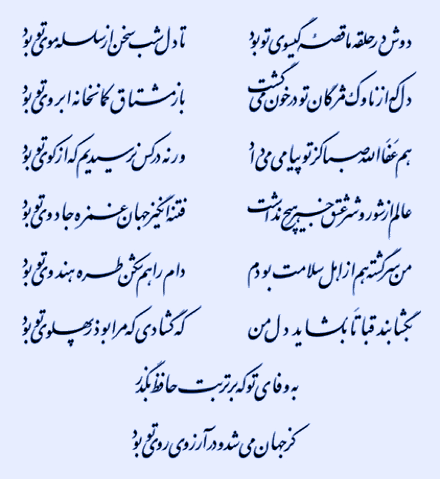 دوش در حلقه ما قصه گیسوی تو بود
تا دل شب سخن از سلسله موی تو بود
دل که از ناوک مژگان تو در خون می‌گشت
باز مشتاق کمانخانه ابروی تو بود
هم عفاالله صبا کز تو پیامی می‌داد
ور نه در کس نرسیدیم که از کوی تو بود
عالم از شور و شر عشق خبر هیچ نداشت
فتنه انگیز جهان غمزه جادوی تو بود
من سرگشته هم از اهل سلامت بودم
دام راهم شکن طره هندوی تو بود
بگشا بند قبا تا بگشاید دل من
که گشادی که مرا بود ز پهلوی تو بود
به وفای تو که بر تربت حافظ بگذر
کز جهان می‌شد و در آرزوی روی تو بود